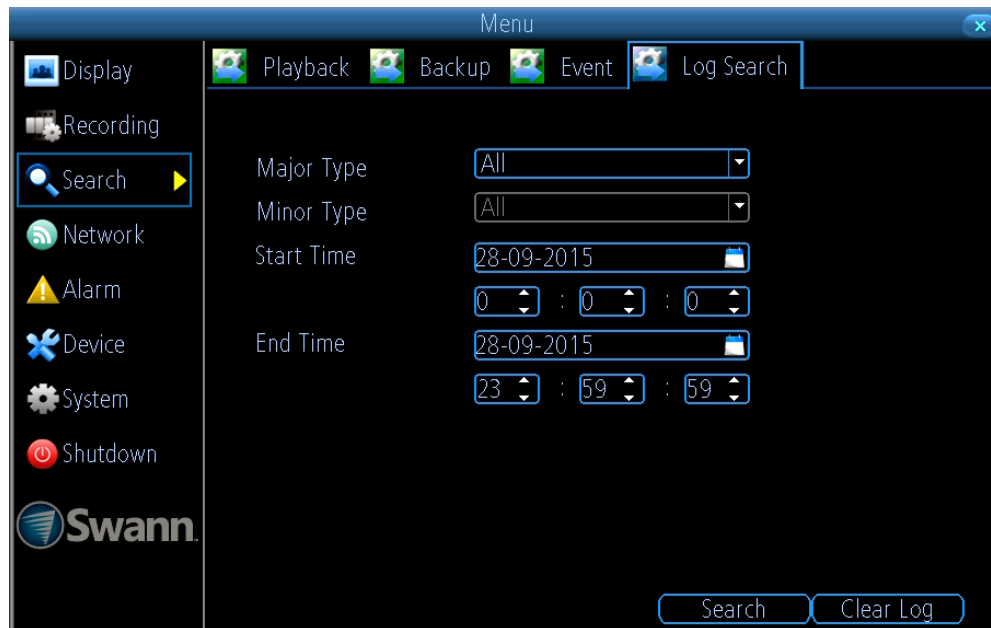 Menu
Display
Recording
Search
Network
Alarm
Device
System
Shutdown
Swann
Playback Backup Event Log Search
Major Type All
Minor Type All
Start Time 28-09-2015
0 : 0 : 0
End Time 28-09-2015
23 : 59 : 59
Search Clear Log